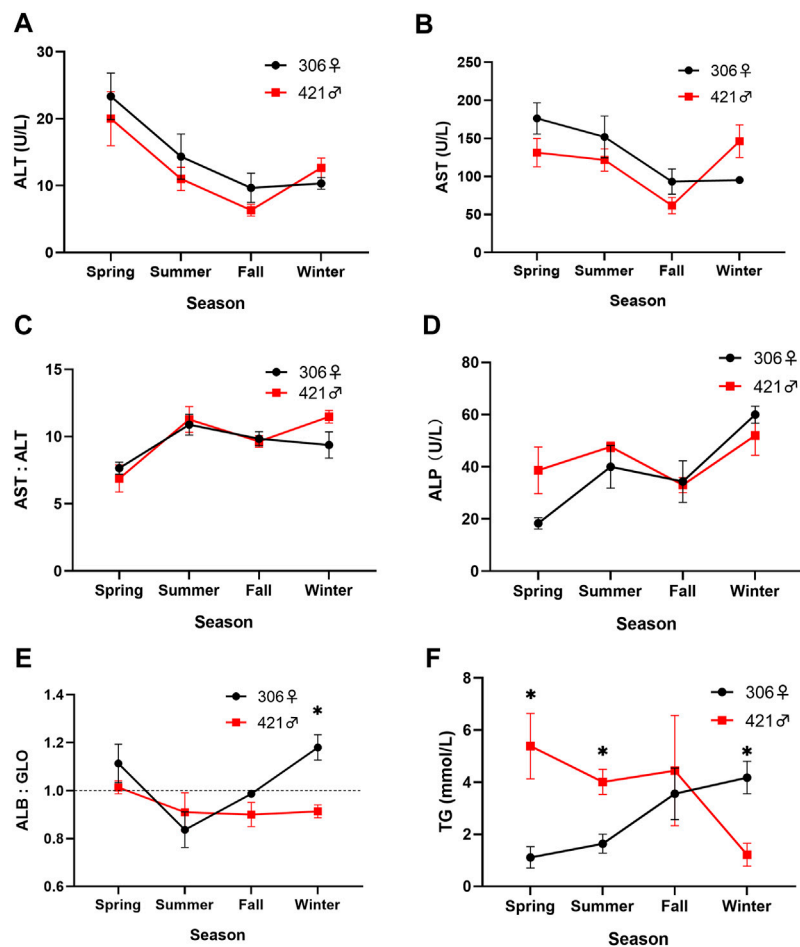 A
306♀
421♂
ALT (U/L)
30
20
10
0
Spring Summer Fall Winter
Season
B
306♀
421♂
AST (U/L)
250
200
150
100
50
0
Spring Summer Fall Winter
Season
C
306♀
421♂
AST : ALT
15
10
5
0
Spring Summer Fall Winter
Season
D
306♀
421♂
ALP (U/L)
80
60
40
20
0
Spring Summer Fall Winter
Season
E
306♀
421♂
*
ALB : GLO
1.4
1.2
1.0
0.8
0.6
Spring Summer Fall Winter
Season
F
306♀
421♂
* * *
TG (mmol/L)
8
6
4
2
0
Spring Summer Fall Winter
Season